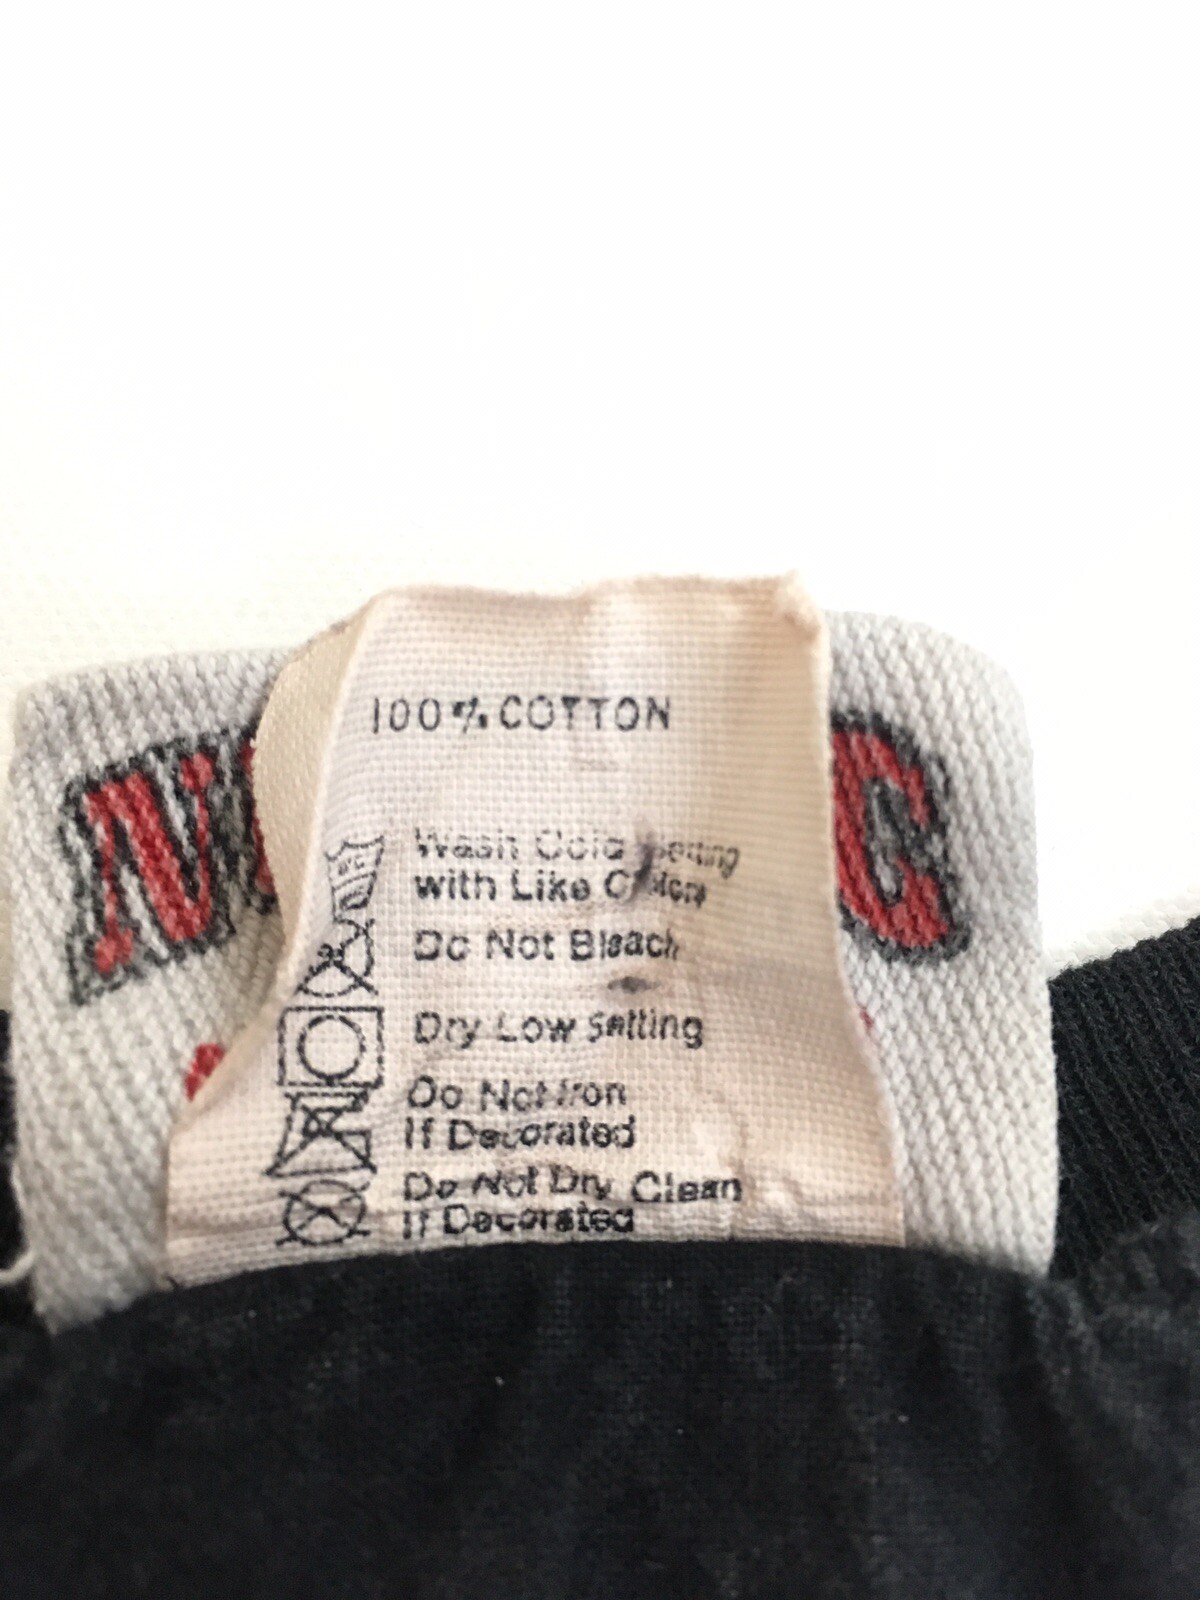 100% COTTON
Wash Cold Setting
with Like Colors
Do Not Bleach
Dry Low Setting
Do Not Iron
If Decorated
Do Not Dry Clean
If Decorated